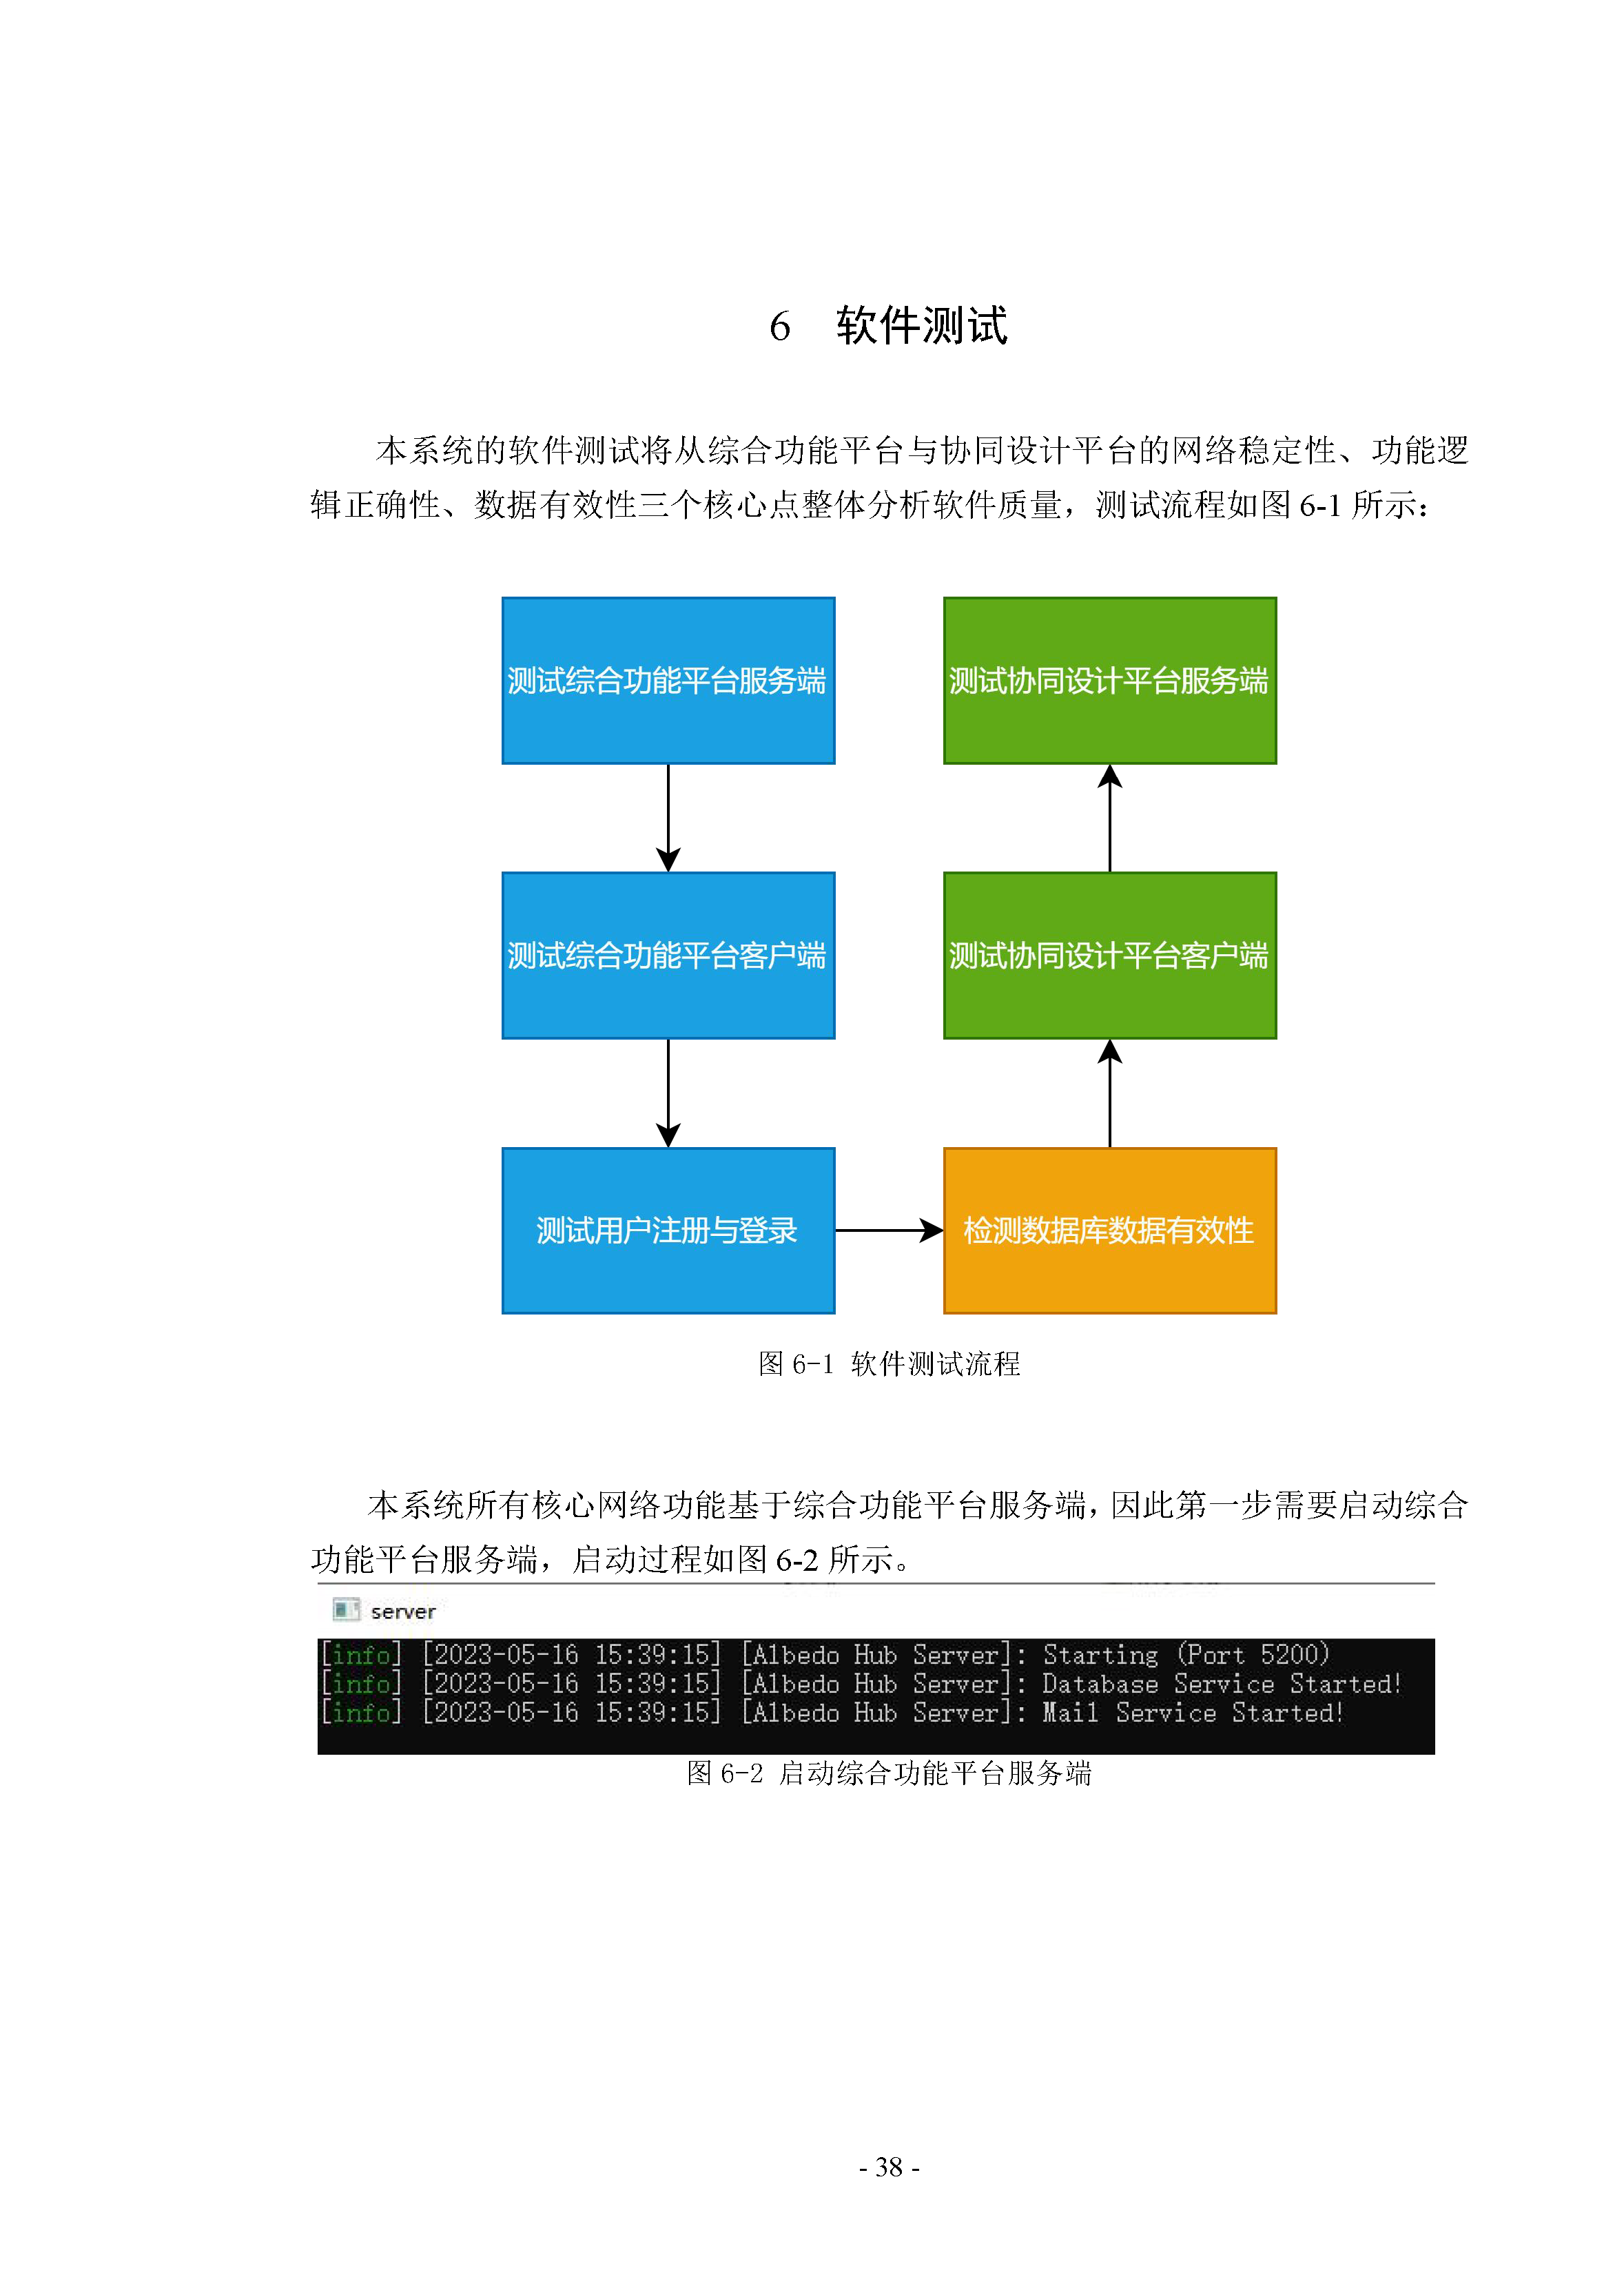 6 软件测试
本系统的软件测试将从综合功能平台与协同设计平台的网络稳定性、功能逻
辑正确性、数据有效性三个核心点整体分析软件质量，测试流程如图 6-1 所示：
测试综合功能平台服务端
测试协同设计平台服务端
测试综合功能平台客户端
测试协同设计平台客户端
测试用户注册与登录
检测数据库数据有效性
图 6-1 软件测试流程
本系统所有核心网络功能基于综合功能平台服务端，因此第一步需要启动综合
功能平台服务端，启动过程如图 6-2 所示。
server
[info] [2023-05-16 15:39:15] [Albedo Hub Server]: Starting (Port 5200)
[info] [2023-05-16 15:39:15] [Albedo Hub Server]: Database Service Started!
[info] [2023-05-16 15:39:15] [Albedo Hub Server]: Mail Service Started!
图 6-2 启动综合功能平台服务端
- 38 -